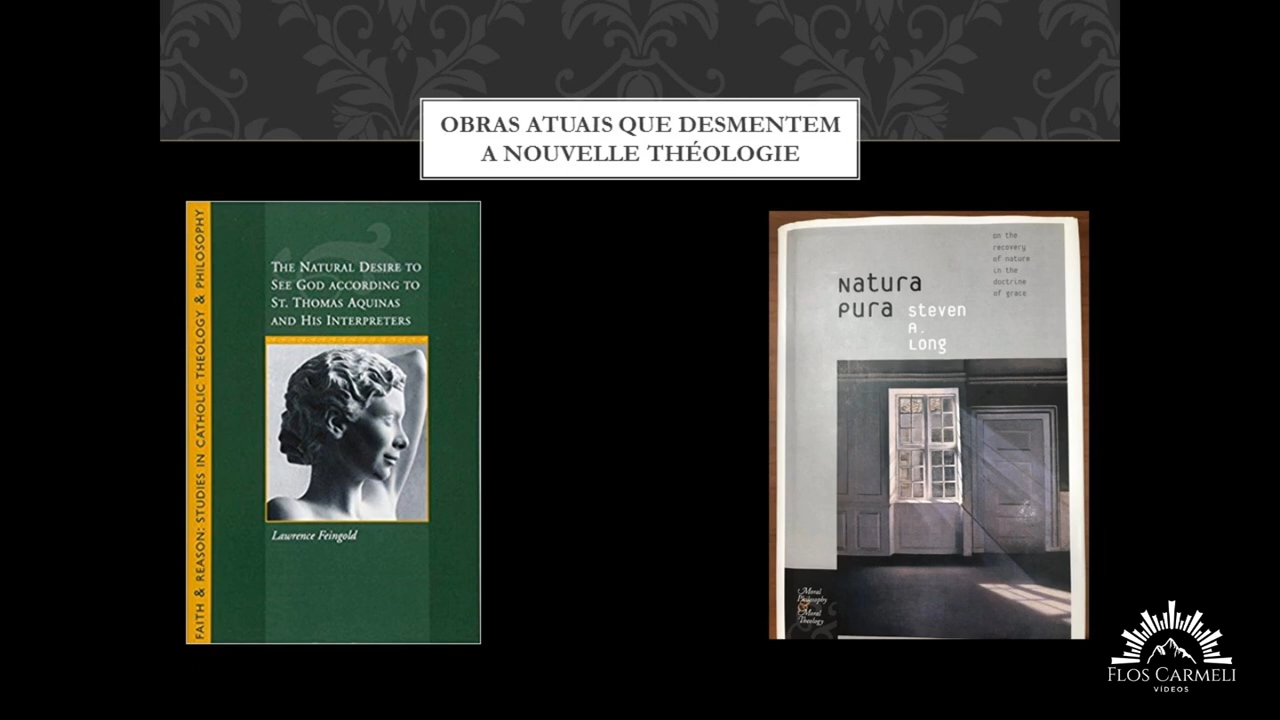 OBRAS ATUAIS QUE DESMENTEM
A NOUVELLE THÉOLOGIE
FAITH & REASON: STUDIES IN CATHOLIC THEOLOGY & PHILOSOPHY
THE NATURAL DESIRE TO
SEE GOD ACCORDING TO
ST. THOMAS AQUINAS
AND HIS INTERPRETERS
Lawrence Feingold
on the
recovery
of nature
in the
doctrine
of grace
Natura
pura
steven
A.
Long
Moral
Philosophy
&
Moral
Theology
FLOS CARMELI
VÍDEOS